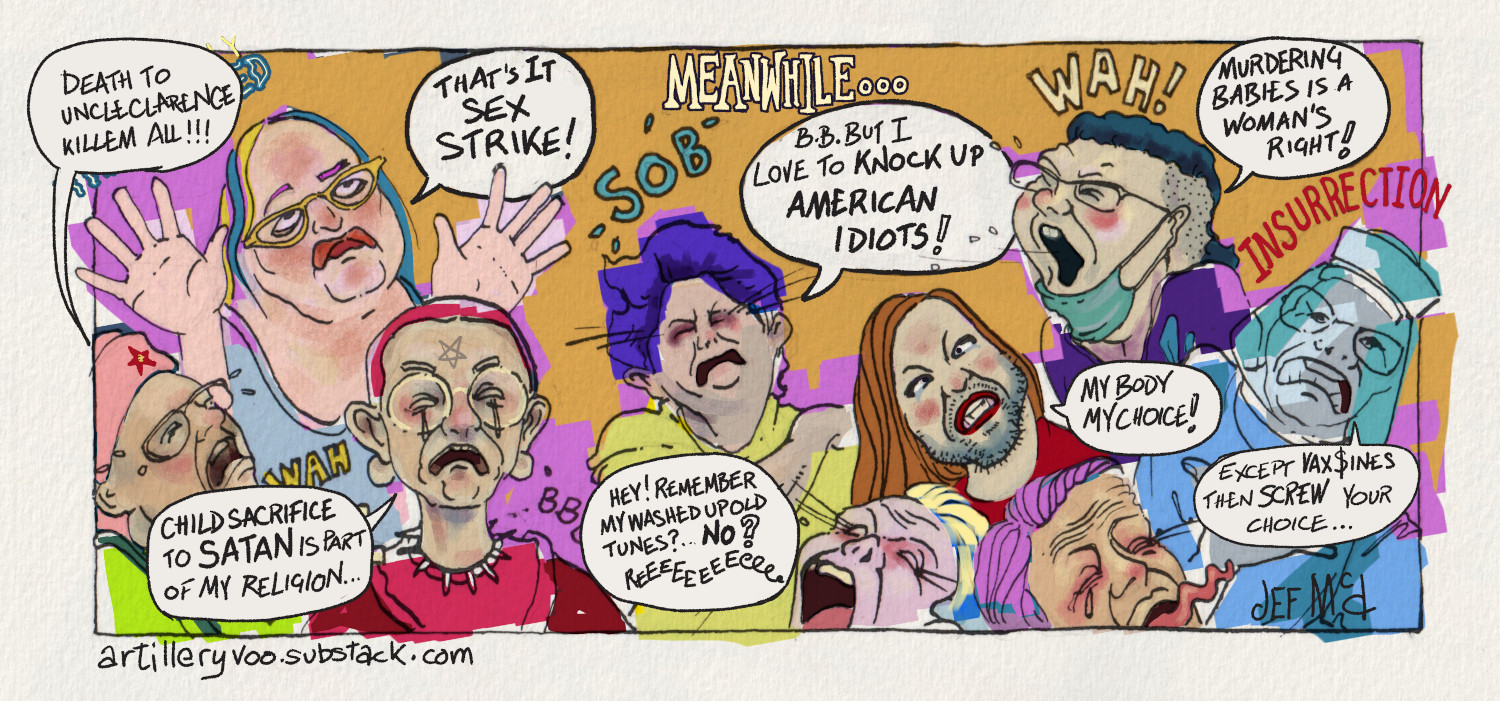 DEATH TO
UNCLE CLARENCE
KILLEM ALL!!!
THAT'S IT
SEX
STRIKE!
MEANWHILE...
SOB
B.B.BUT I
LOVE TO KNOCK UP
AMERICAN
IDIOTS!
WAH!
MURDERING
BABIES IS A
WOMAN'S
RIGHT!
INSURRECTION
WAH
CHILD SACRIFICE
TO SATAN IS PART
OF MY RELIGION...
BB
HEY! REMEMBER
MY WASHED UP OLD
TUNES?... NO?
REEEEEEEEeee.
MY BODY
MY CHOICE!
EXCEPT VAX$INES
THEN SCREW YOUR
CHOICE...
JEF McD
artilleryvoo.substack.com